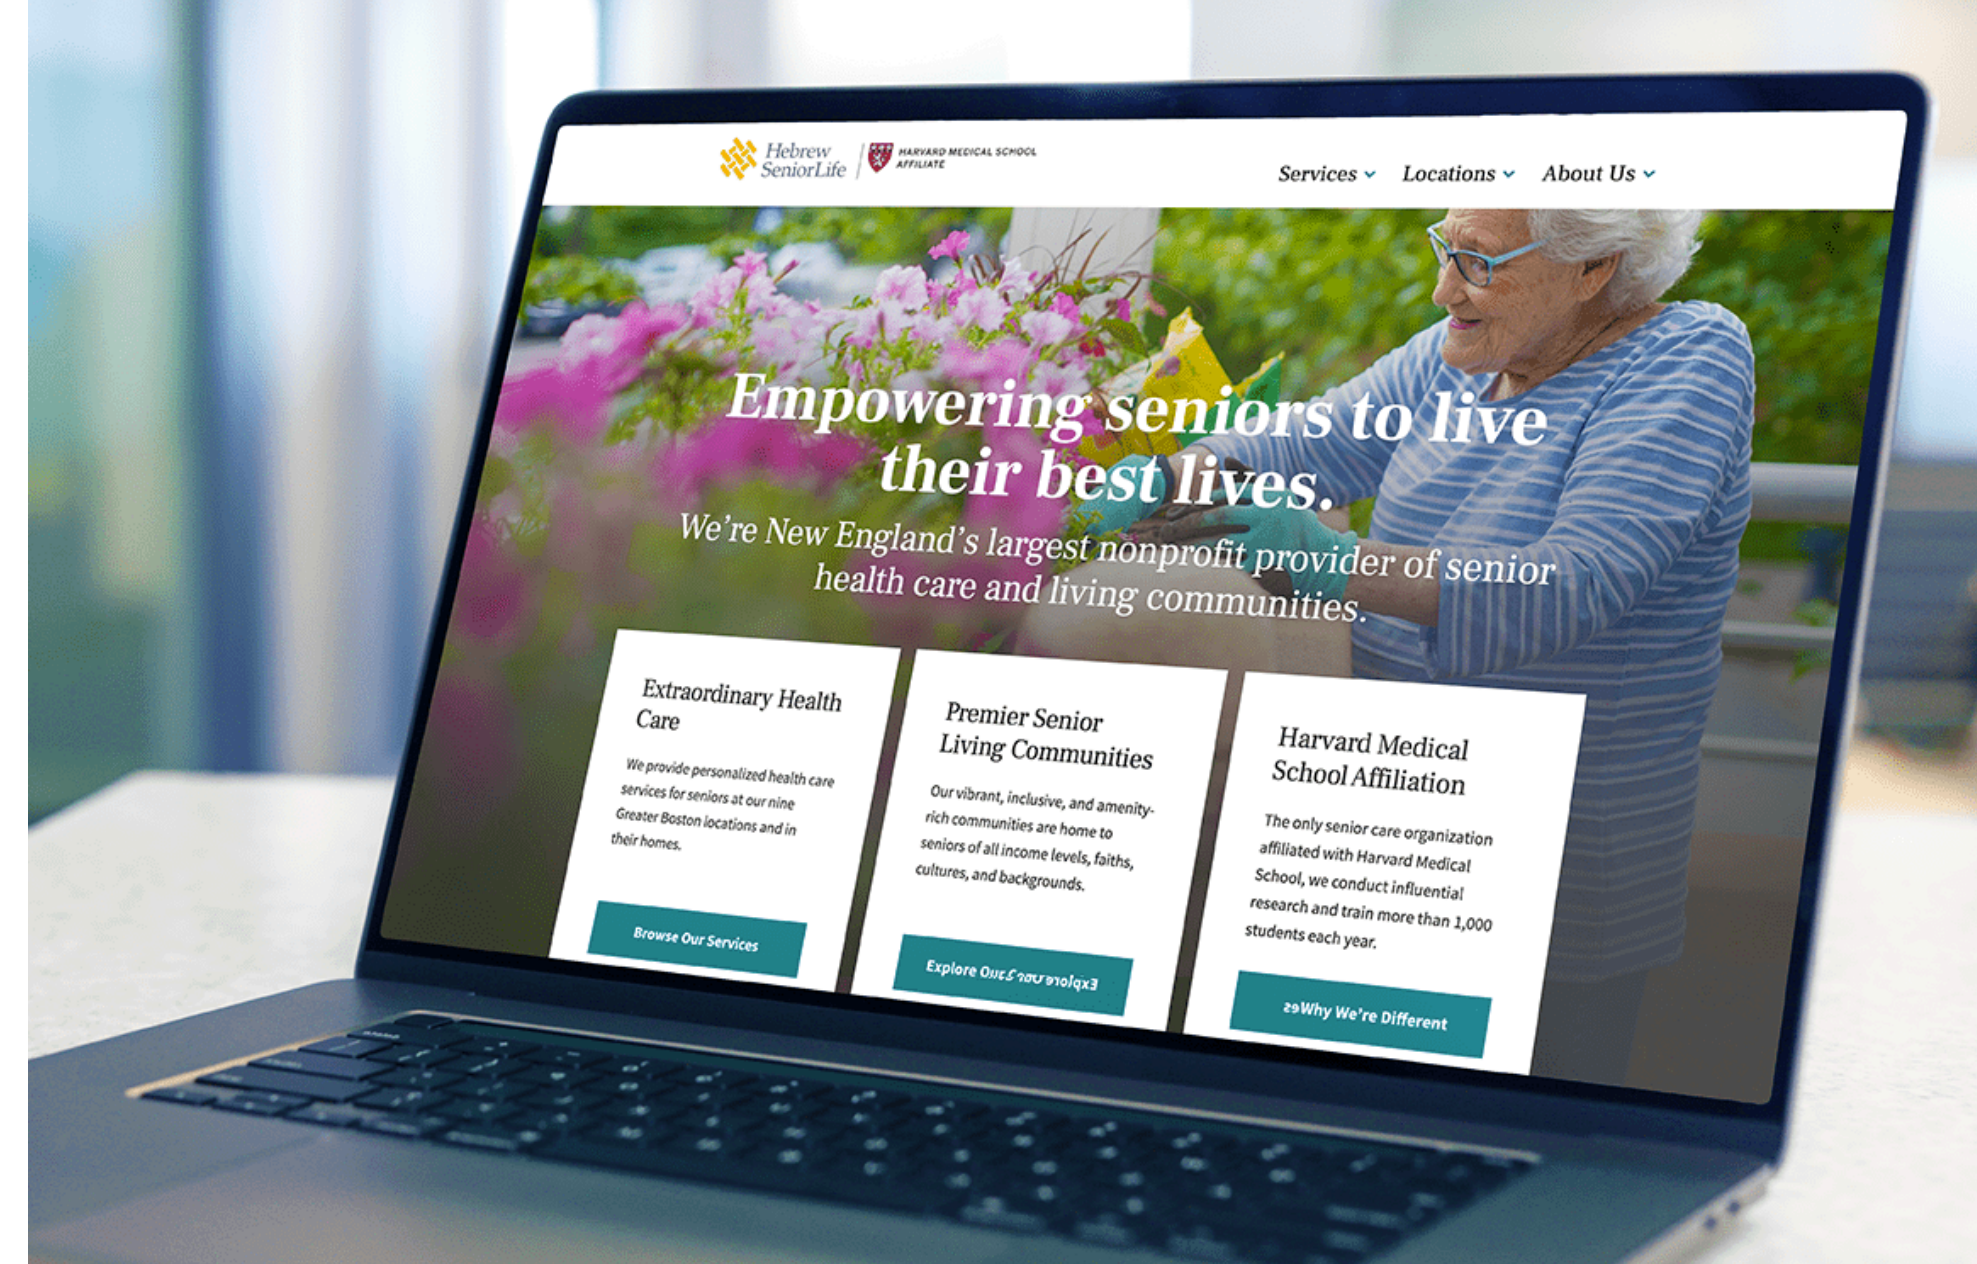 Hebrew
SeniorLife
HARVARD MEDICAL SCHOOL
AFFILIATE
Services
Locations
About Us
Empowering seniors to live
their best lives.
We're New England's largest nonprofit provider of senior
health care and living communities.
Extraordinary Health
Care
We provide personalized health care
services for seniors at our nine
Greater Boston locations and in
their homes.
Browse Our Services
Premier Senior
Living Communities
Our vibrant, inclusive, and amenity-
rich communities are home to
seniors of all income levels, faiths,
cultures, and backgrounds.
Explore
Harvard Medical
School Affiliation
The only senior care organization
affiliated with Harvard Medical
School, we conduct influential
research and train more than 1,000
students each year.
Why We're Different